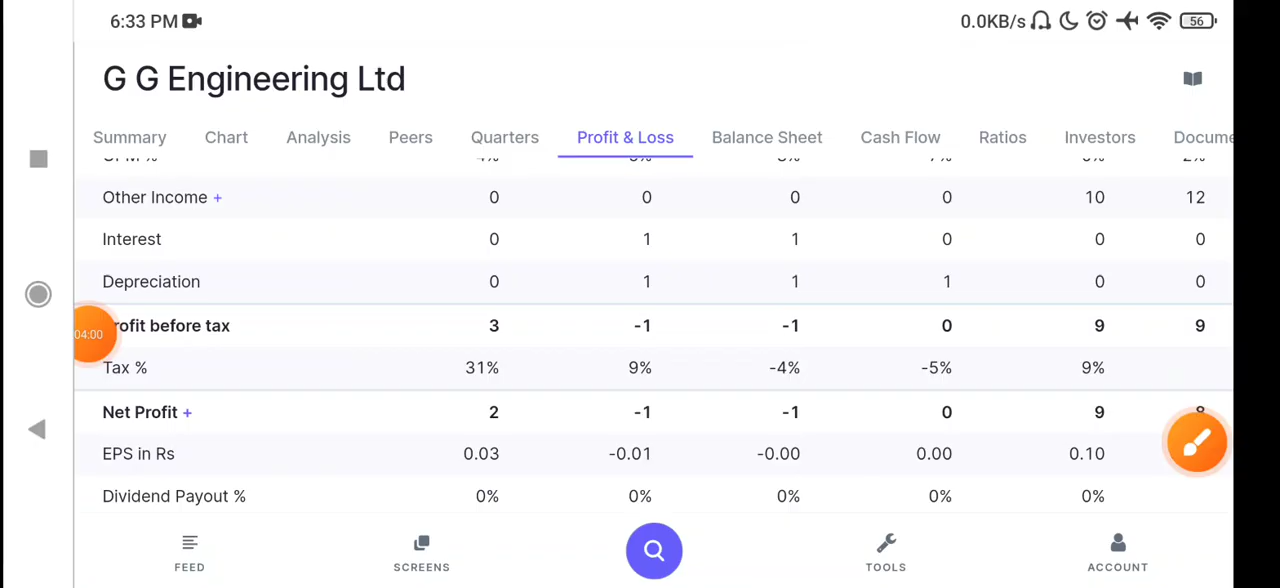 6:33 PM 0.0KB/s 56
G G Engineering Ltd
Summary Chart Analysis Peers Quarters Profit & Loss Balance Sheet Cash Flow Ratios Investors Docume
Other Income + 0 0 0 0 10 12
Interest 0 1 1 0 0 0
Depreciation 0 1 1 1 0 0
04:00
rofit before tax 3 -1 -1 0 9 9
Tax % 31% 9% -4% -5% 9%
Net Profit + 2 -1 -1 0 9
EPS in Rs 0.03 -0.01 -0.00 0.00 0.10
Dividend Payout % 0% 0% 0% 0% 0%
FEED SCREENS TOOLS ACCOUNT